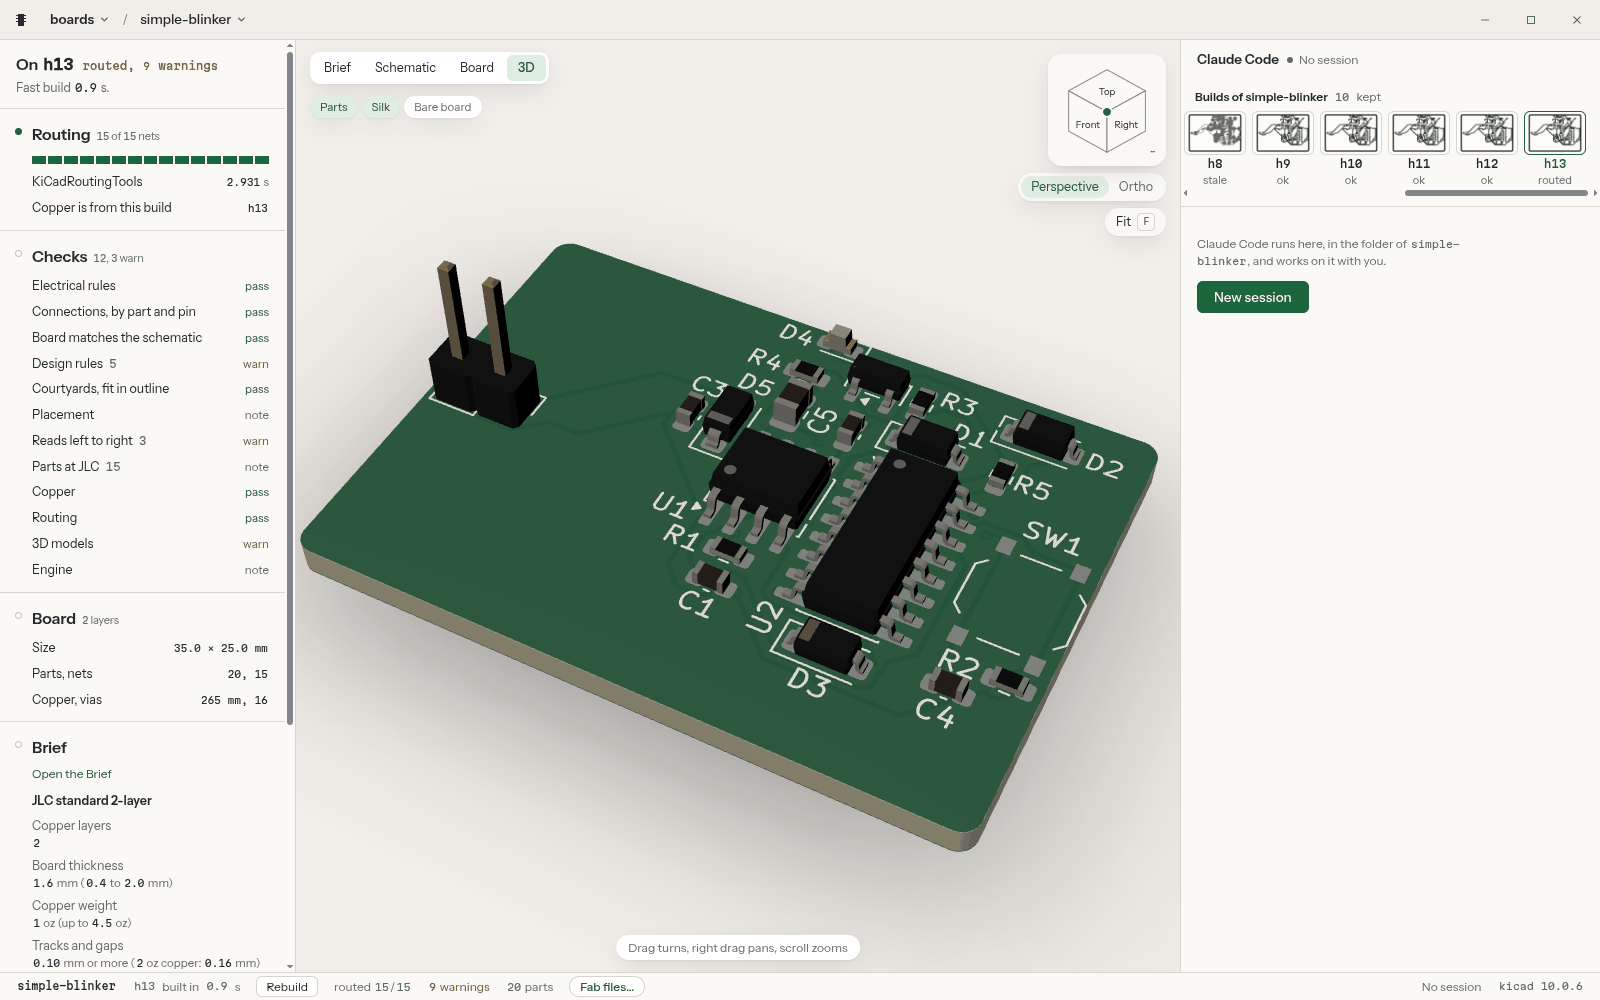 boards / simple-blinker
On h13 routed, 9 warnings
Fast build 0.9 s.
Routing 15 of 15 nets
KiCadRoutingTools 2.931 s
Copper is from this build h13
Checks 12, 3 warn
Electrical rules pass
Connections, by part and pin pass
Board matches the schematic pass
Design rules 5 warn
Courtyards, fit in outline pass
Placement note
Reads left to right 3 warn
Parts at JLC 15 note
Copper pass
Routing pass
3D models warn
Engine note
Board 2 layers
Size 35.0 × 25.0 mm
Parts, nets 20, 15
Copper, vias 265 mm, 16
Brief
Open the Brief
JLC standard 2-layer
Copper layers
2
Board thickness
1.6 mm (0.4 to 2.0 mm)
Copper weight
1 oz (up to 4.5 oz)
Tracks and gaps
0.10 mm or more (2 oz copper: 0.16 mm)
Brief Schematic Board 3D
Parts Silk Bare board
Top
Front Right
Perspective Ortho
Fit F
D4
R4
C3 D5
C5
R3
D1
D2
R5
U1
R1
SW1
C1
U2
R2
D3
C4
Drag turns, right drag pans, scroll zooms
Claude Code No session
Builds of simple-blinker 10 kept
h8 h9 h10 h11 h12 h13
stale ok ok ok ok routed
Claude Code runs here, in the folder of simple-
blinker, and works on it with you.
New session
simple-blinker h13 built in 0.9 s Rebuild routed 15/15 9 warnings 20 parts Fab files... No session kicad 10.0.6